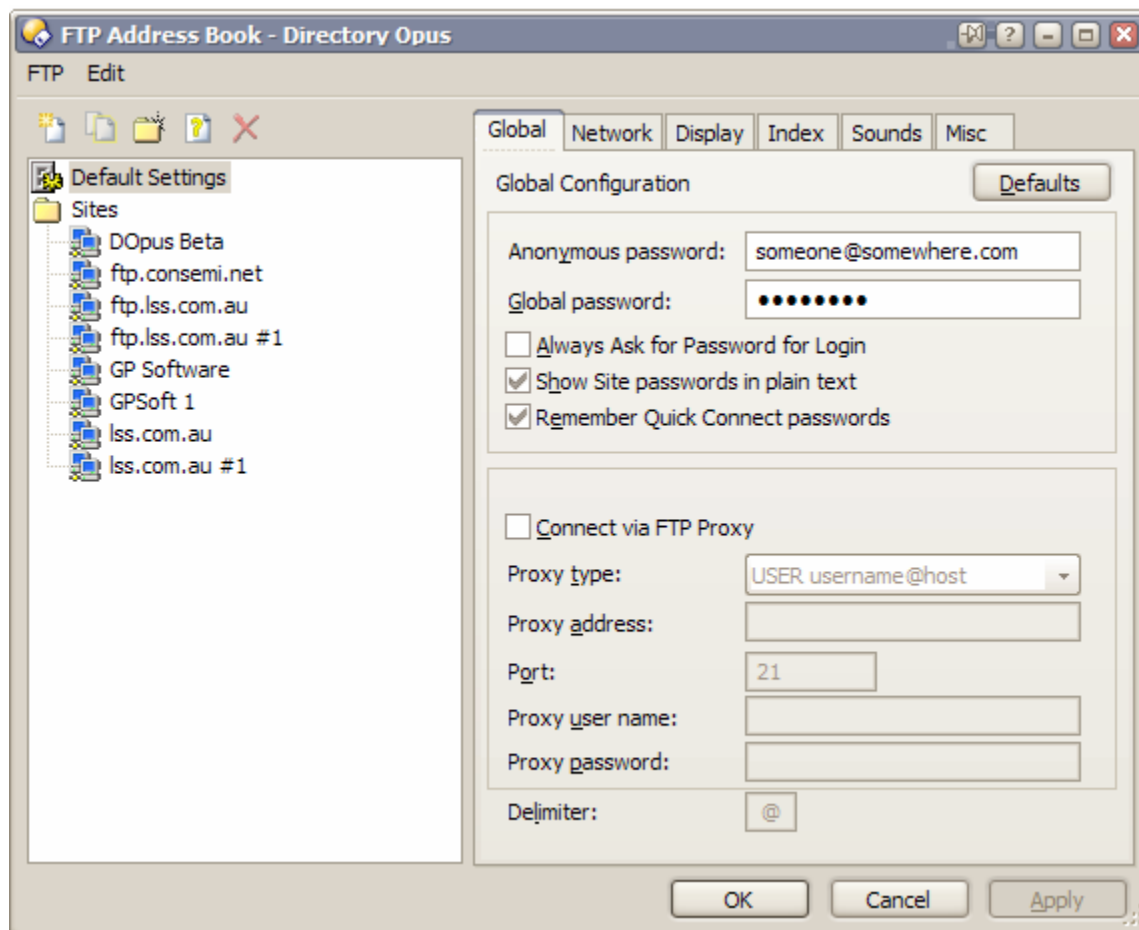 FTP Address Book - Directory Opus
FTP Edit
Default Settings
Sites
DOpus Beta
ftp.consemi.net
ftp.lss.com.au
ftp.lss.com.au #1
GP Software
GPSoft 1
lss.com.au
lss.com.au #1
Global Network Display Index Sounds Misc
Global Configuration Defaults
Anonymous password: someone@somewhere.com
Global password: ●●●●●●●●
Always Ask for Password for Login
Show Site passwords in plain text
Remember Quick Connect passwords
Connect via FTP Proxy
Proxy type: USER username@host
Proxy address:
Port: 21
Proxy user name:
Proxy password:
Delimiter: @
OK Cancel Apply